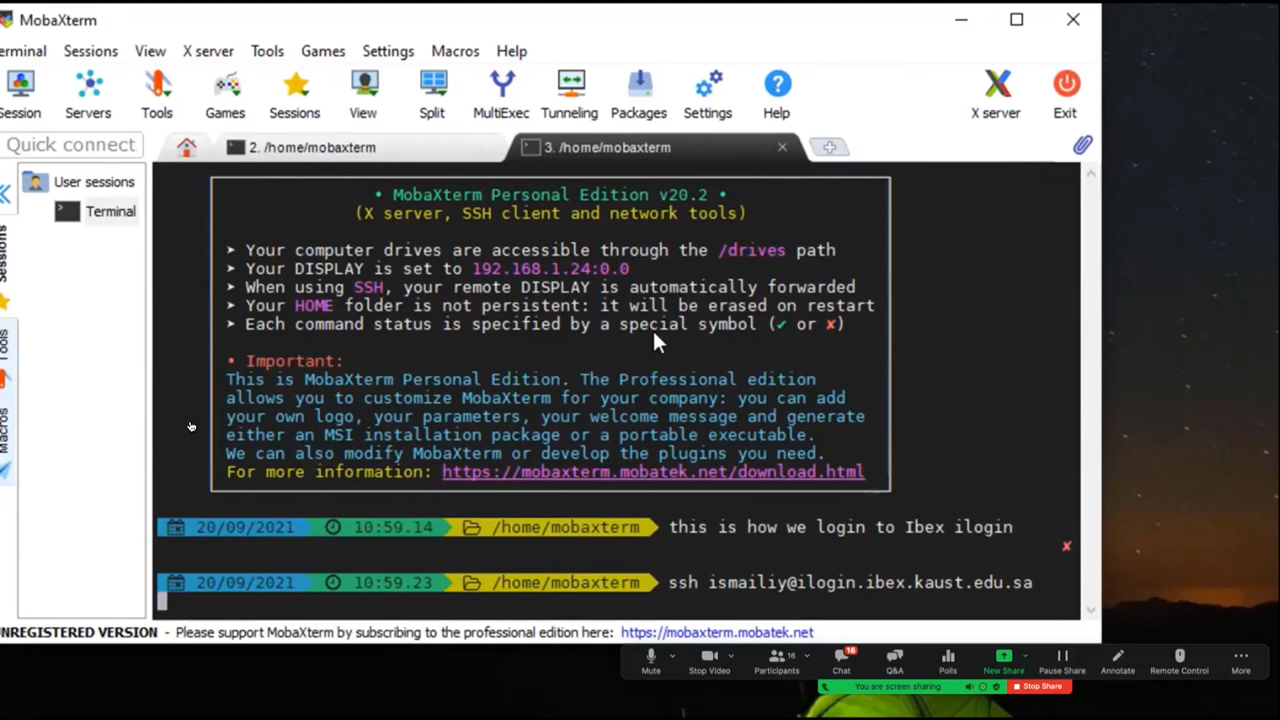 MobaXterm
erminal Sessions View X server Tools Games Settings Macros Help
Session Servers Tools Games Sessions View Split MultiExec Tunneling Packages Settings Help X server Exit
Quick connect
2. /home/mobaxterm
3. /home/mobaxterm
User sessions
Terminal
Sessions
Tools
Macros
• MobaXterm Personal Edition v20.2 •
(X server, SSH client and network tools)
➤ Your computer drives are accessible through the /drives path
➤ Your DISPLAY is set to 192.168.1.24:0.0
➤ When using SSH, your remote DISPLAY is automatically forwarded
➤ Your HOME folder is not persistent: it will be erased on restart
➤ Each command status is specified by a special symbol (✔ or ✘)
• Important:
This is MobaXterm Personal Edition. The Professional edition
allows you to customize MobaXterm for your company: you can add
your own logo, your parameters, your welcome message and generate
either an MSI installation package or a portable executable.
We can also modify MobaXterm or develop the plugins you need.
For more information: https://mobaxterm.mobatek.net/download.html
20/09/2021 10:59.14 /home/mobaxterm this is how we login to Ibex ilogin
✘
20/09/2021 10:59.23 /home/mobaxterm ssh ismailiy@ilogin.ibex.kaust.edu.sa
NREGISTERED VERSION - Please support MobaXterm by subscribing to the professional edition here: https://mobaxterm.mobatek.net
16 16
Mute Stop Video Participants Chat Q&A Polls New Share Pause Share Annotate Remote Control More
You are screen sharing Stop Share